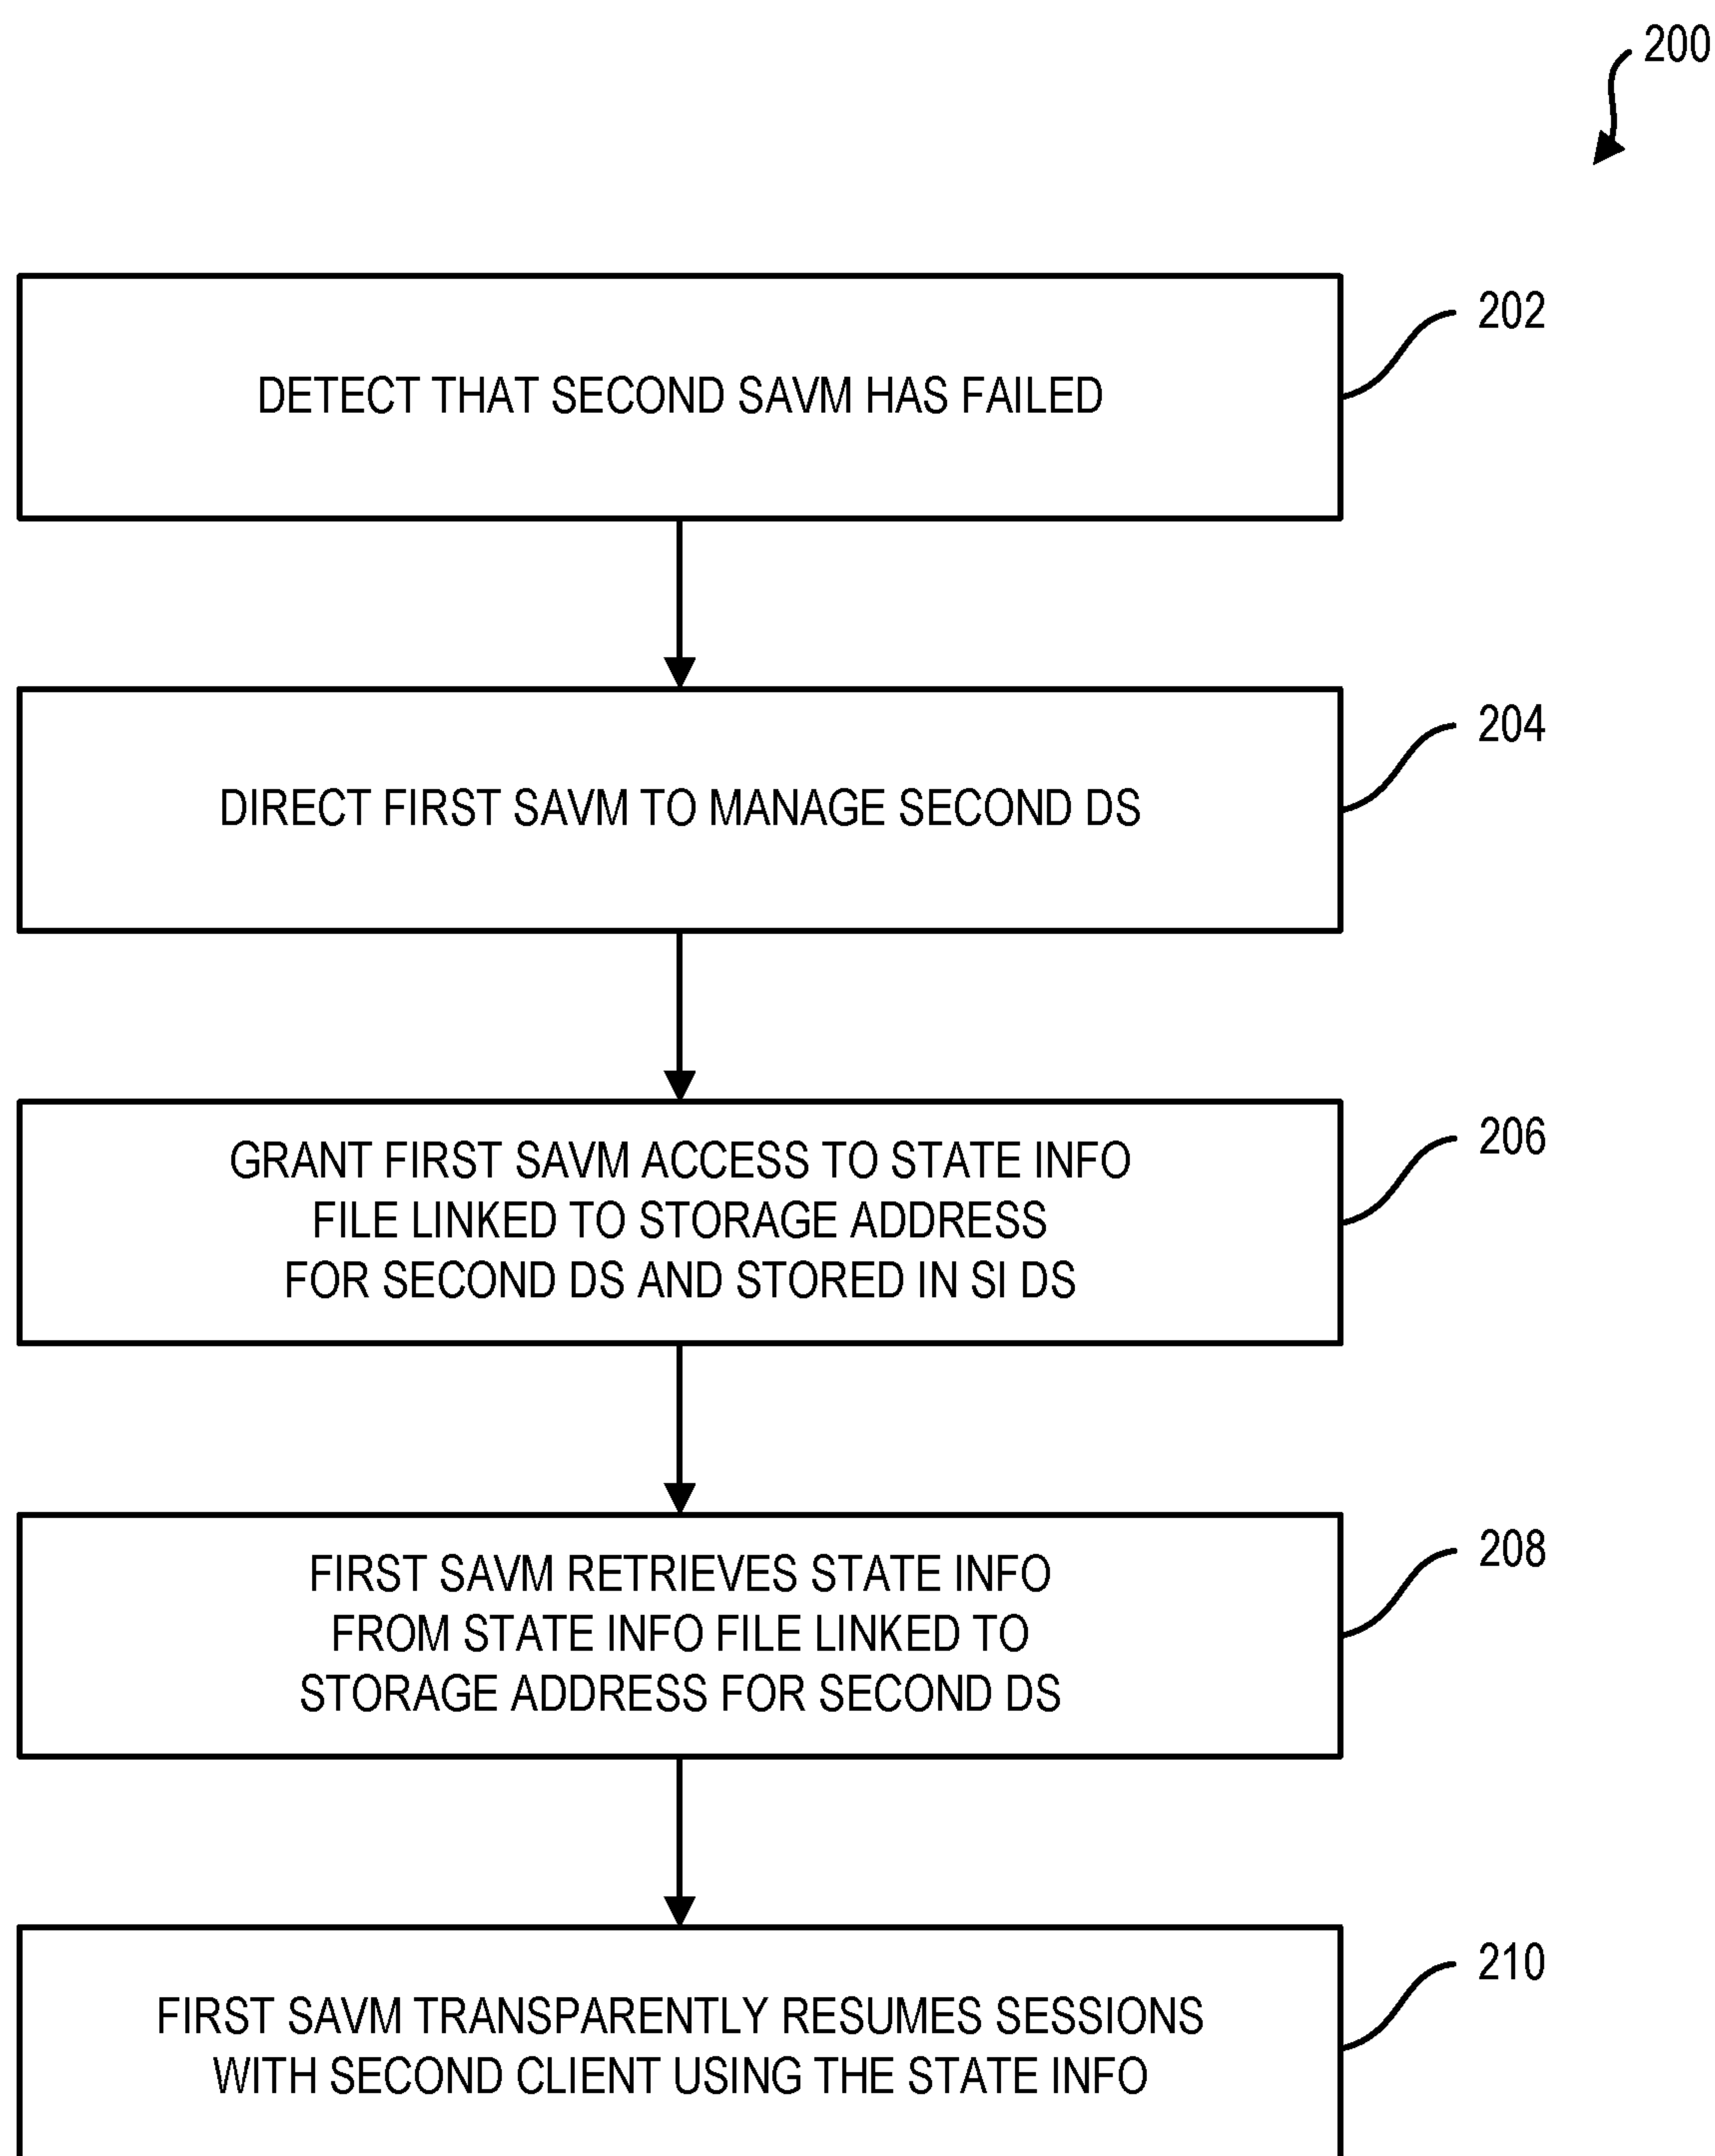 200
DETECT THAT SECOND SAVM HAS FAILED
202
DIRECT FIRST SAVM TO MANAGE SECOND DS
204
GRANT FIRST SAVM ACCESS TO STATE INFO
FILE LINKED TO STORAGE ADDRESS
FOR SECOND DS AND STORED IN SI DS
206
FIRST SAVM RETRIEVES STATE INFO
FROM STATE INFO FILE LINKED TO
STORAGE ADDRESS FOR SECOND DS
208
FIRST SAVM TRANSPARENTLY RESUMES SESSIONS
WITH SECOND CLIENT USING THE STATE INFO
210